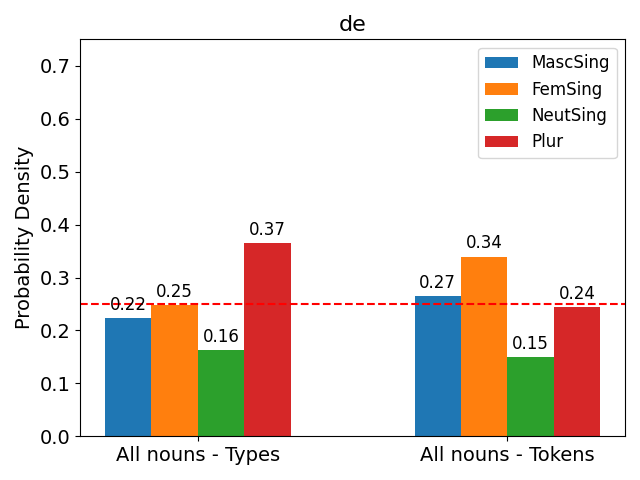 de
Probability Density
0.7
0.6
0.5
0.4
0.3
0.2
0.1
0.0
MascSing
FemSing
NeutSing
Plur
0.22
0.25
0.16
0.37
0.27
0.34
0.15
0.24
All nouns - Types
All nouns - Tokens